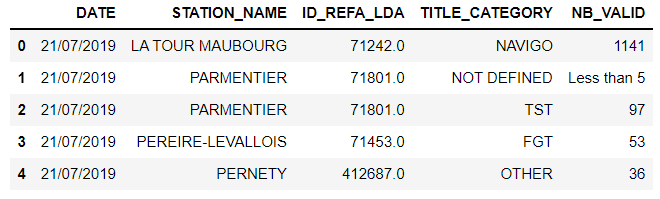 DATE STATION_NAME ID_REFA_LDA TITLE_CATEGORY NB_VALID
0 21/07/2019 LA TOUR MAUBOURG 71242.0 NAVIGO 1141
1 21/07/2019 PARMENTIER 71801.0 NOT DEFINED Less than 5
2 21/07/2019 PARMENTIER 71801.0 TST 97
3 21/07/2019 PEREIRE-LEVALLOIS 71453.0 FGT 53
4 21/07/2019 PERNETY 412687.0 OTHER 36